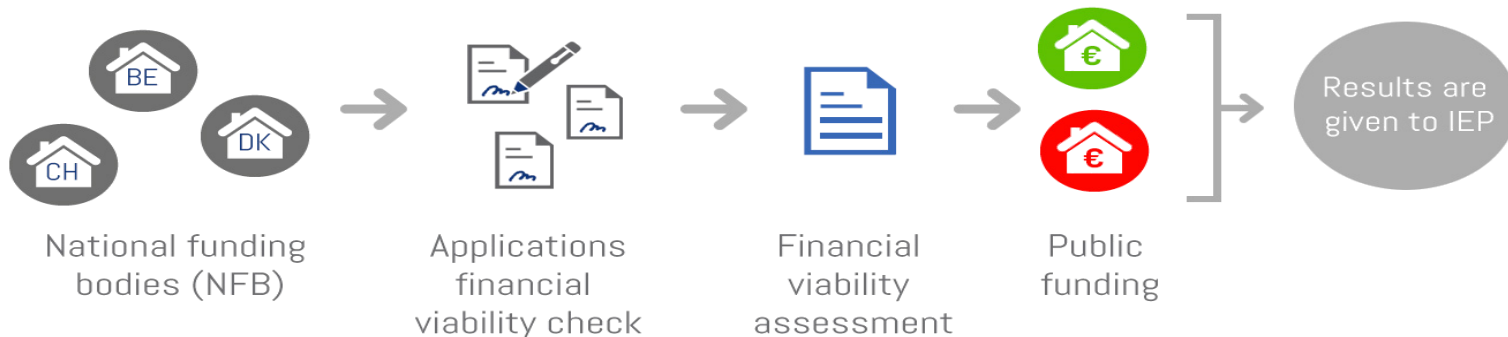 BE
DK
CH
National funding
bodies (NFB)
Applications
financial
viability check
Financial
viability
assessment
€
€
Public
funding
Results are
given to IEP